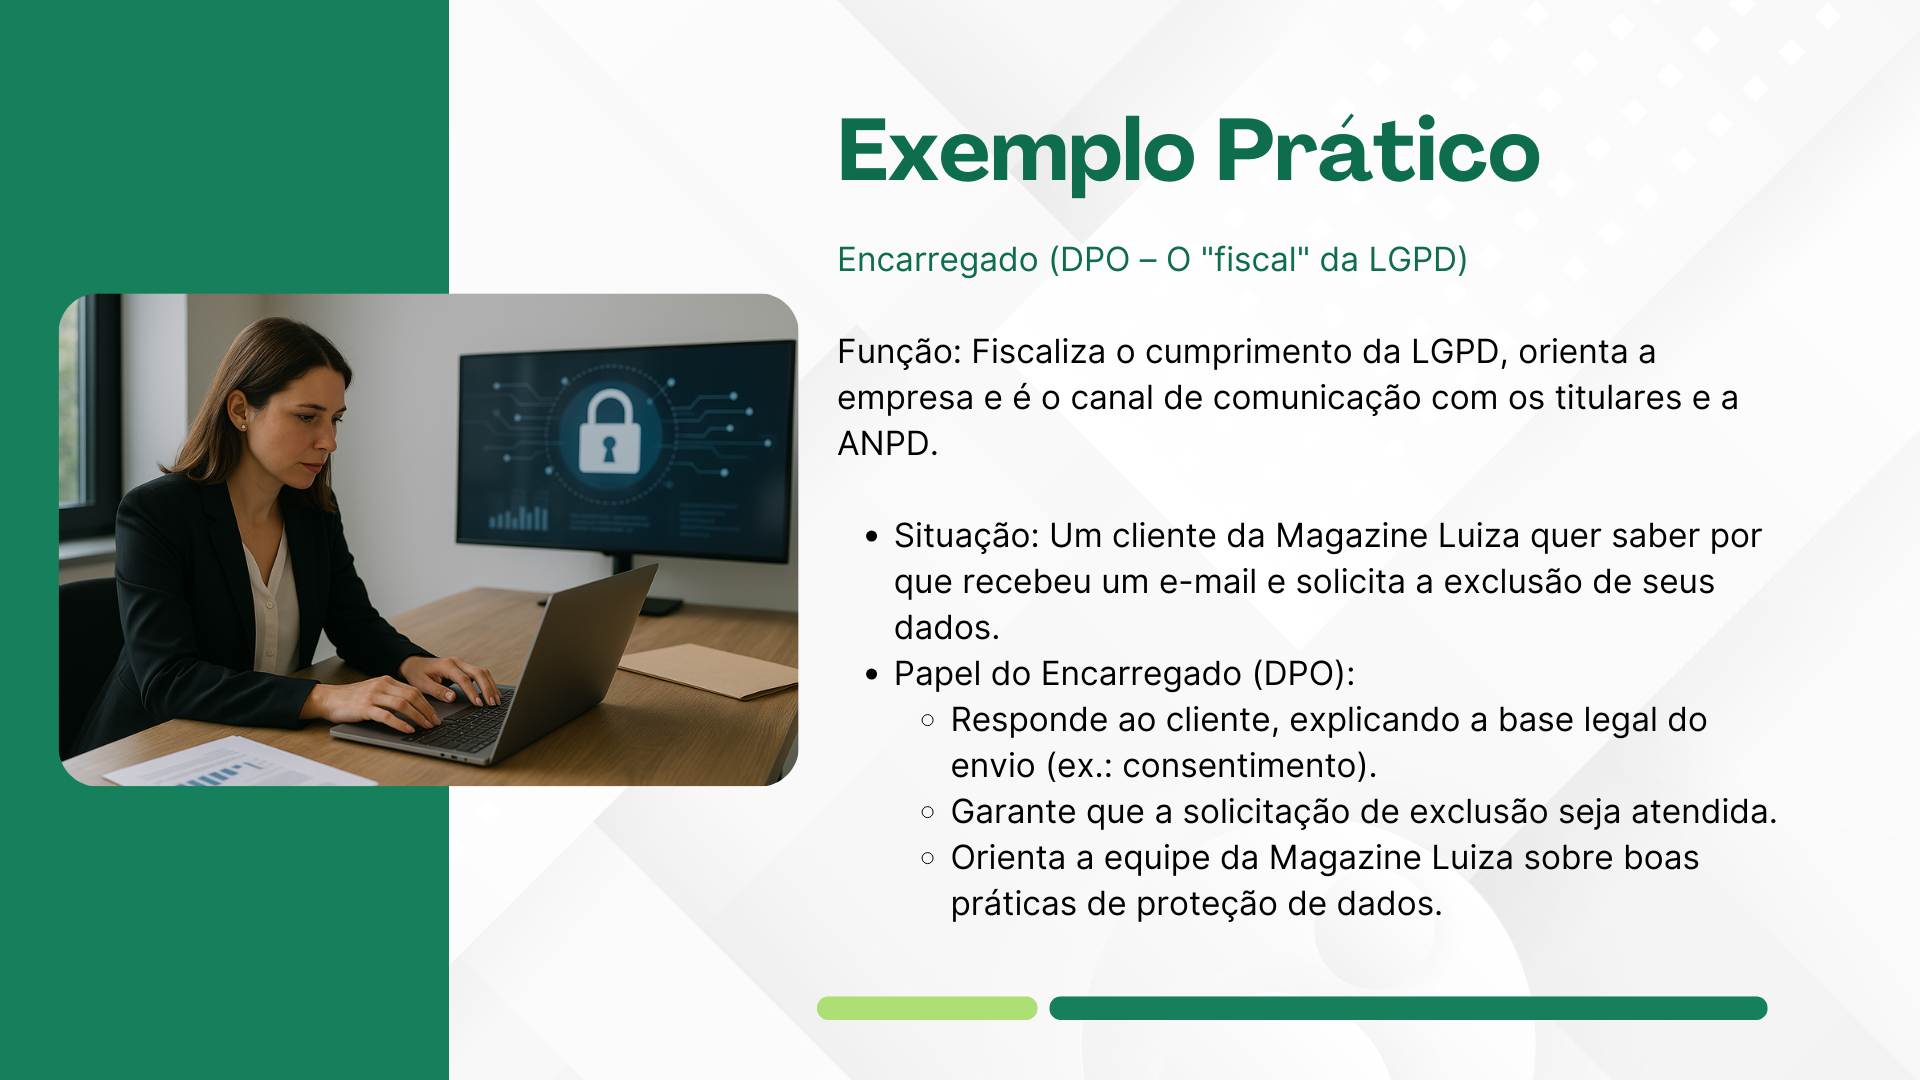 Exemplo Prático
Encarregado (DPO – O "fiscal" da LGPD)
Função: Fiscaliza o cumprimento da LGPD, orienta a
empresa e é o canal de comunicação com os titulares e a
ANPD.
• Situação: Um cliente da Magazine Luiza quer saber por
que recebeu um e-mail e solicita a exclusão de seus
dados.
• Papel do Encarregado (DPO):
○ Responde ao cliente, explicando a base legal do
envio (ex.: consentimento).
○ Garante que a solicitação de exclusão seja atendida.
○ Orienta a equipe da Magazine Luiza sobre boas
práticas de proteção de dados.